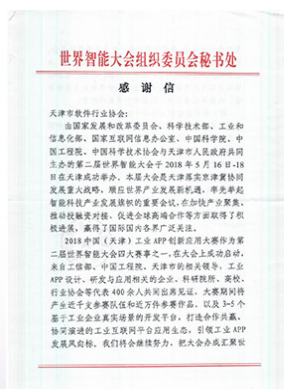 世界智能大会组织委员会秘书处
感谢信
天津市软件行业协会:
由国家发展和改革委员会、科学技术部、工业和
信息化部、国家互联网信息办公室、中国科学院、中
国工程院、中国科学技术协会与天津市人民政府共同
主办的第二届世界智能大会于2018年5月16日-18
日在天津成功举办。本届大会是天津落实京津冀协同
发展重大战略,顺应世界产业发展新机遇,率先举起
智能科技产业发展旗帜的重要会议,在加快产业聚集、
推动投融资对接、促进全球高端合作等方面取得了积
极进展,赢得了国际国内各界广泛关注。
2018中国(天津)工业APP创新应用大赛作为第
二届世界智能大会四大赛事之一,在大会上成功启动,
来自工信部、中国工程院、天津市的相关领导,工业
APP设计、研发与应用相关的企业、科研院所、高校、
行业协会等代表400余人共同出席见证。大赛期间将
产生近千支参赛队伍和近万件参赛作品,以及3-5个
基于工业企业真实场景的开发平台,打造合作共赢、
协同演进的工业互联网平台应用生态,引领工业APP
发展风向标。我们将会继续努力,把大会办成汇聚世